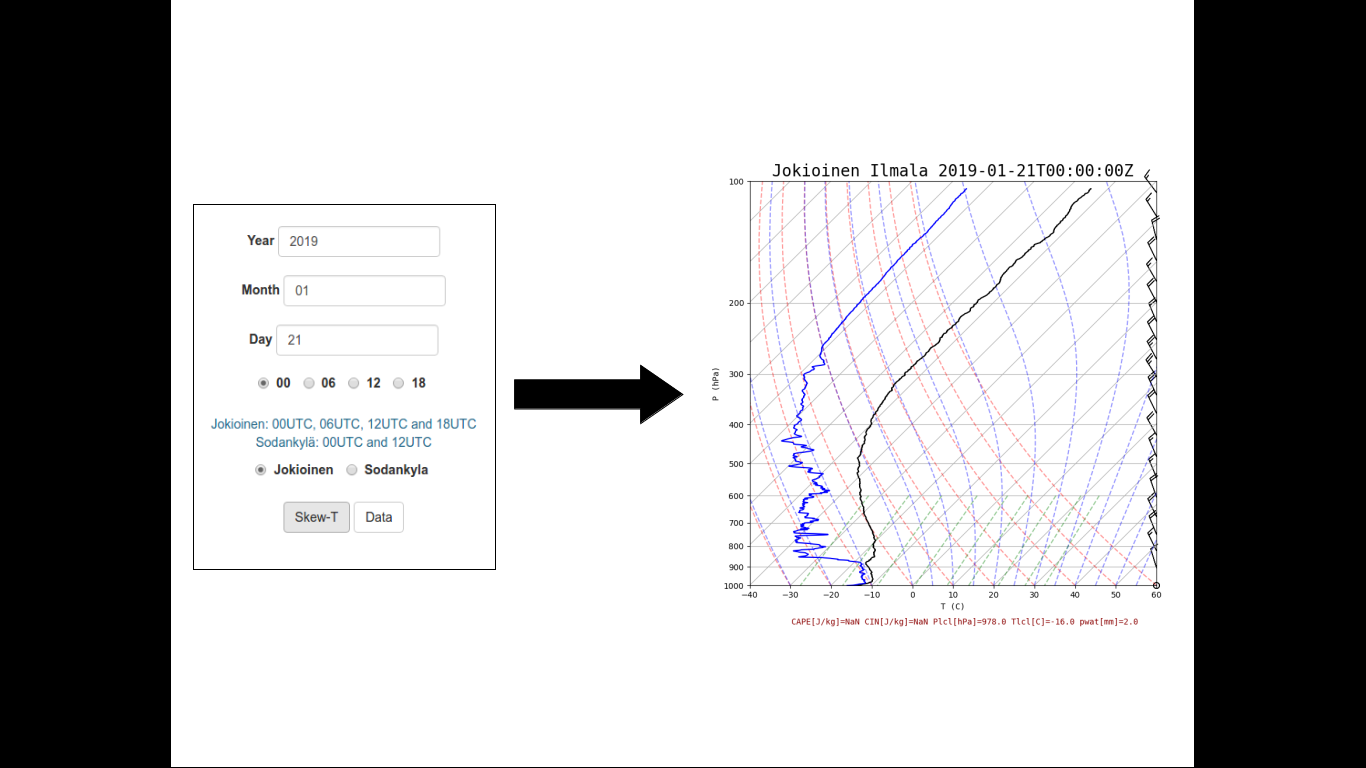 Year 2019
Month 01
Day 21
00 06 12 18
Jokioinen: 00UTC, 06UTC, 12UTC and 18UTC
Sodankylä: 00UTC and 12UTC
Jokioinen Sodankyla
Skew-T Data
Jokioinen Ilmala 2019-01-21T00:00:00Z
100
200
300
P (hPa)
400
500
600
700
800
900
1000
−40 −30 −20 −10 0 10 20 30 40 50 60
T (C)
CAPE[J/kg]=NaN CIN[J/kg]=NaN Plcl[hPa]=978.0 Tlcl[C]=-16.0 pwat[mm]=2.0